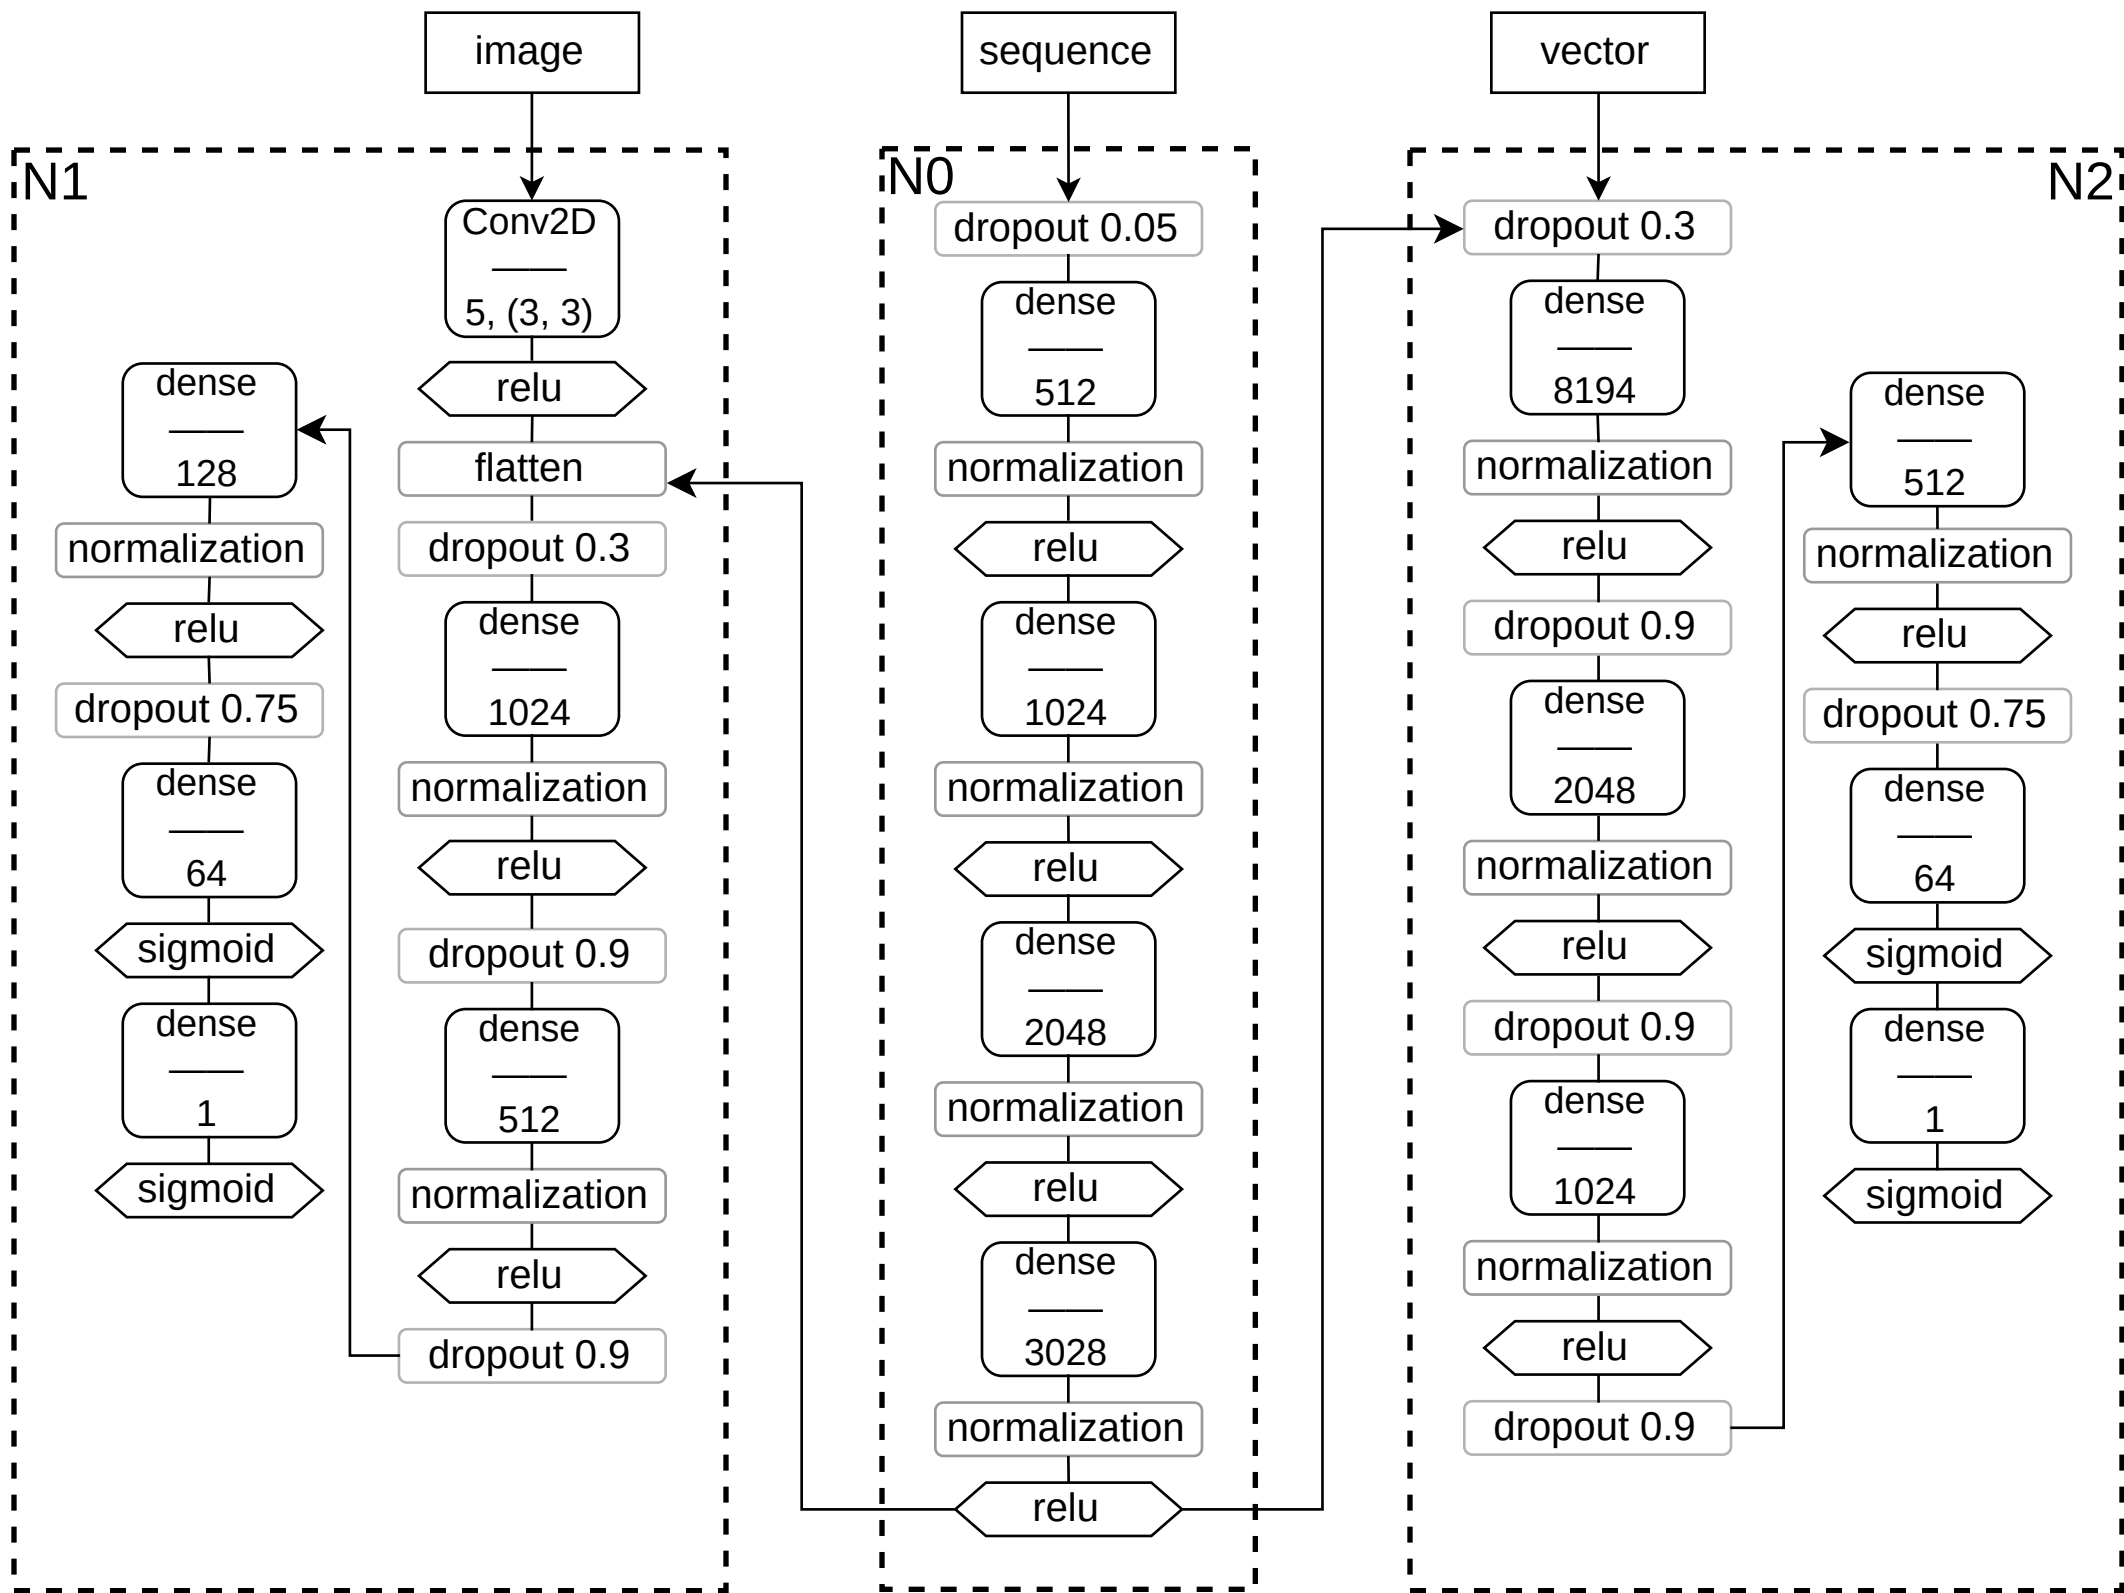 image
sequence
vector
N1
Conv2D
5, (3, 3)
relu
flatten
dropout 0.3
dense
1024
normalization
relu
dropout 0.9
dense
512
normalization
relu
dropout 0.9
dense
128
normalization
relu
dropout 0.75
dense
64
sigmoid
dense
1
sigmoid
N0
dropout 0.05
dense
512
normalization
relu
dense
1024
normalization
relu
dense
2048
normalization
relu
dense
3028
normalization
relu
N2
dropout 0.3
dense
8194
normalization
relu
dropout 0.9
dense
2048
normalization
relu
dropout 0.9
dense
1024
normalization
relu
dropout 0.9
dense
512
normalization
relu
dropout 0.75
dense
64
sigmoid
dense
1
sigmoid